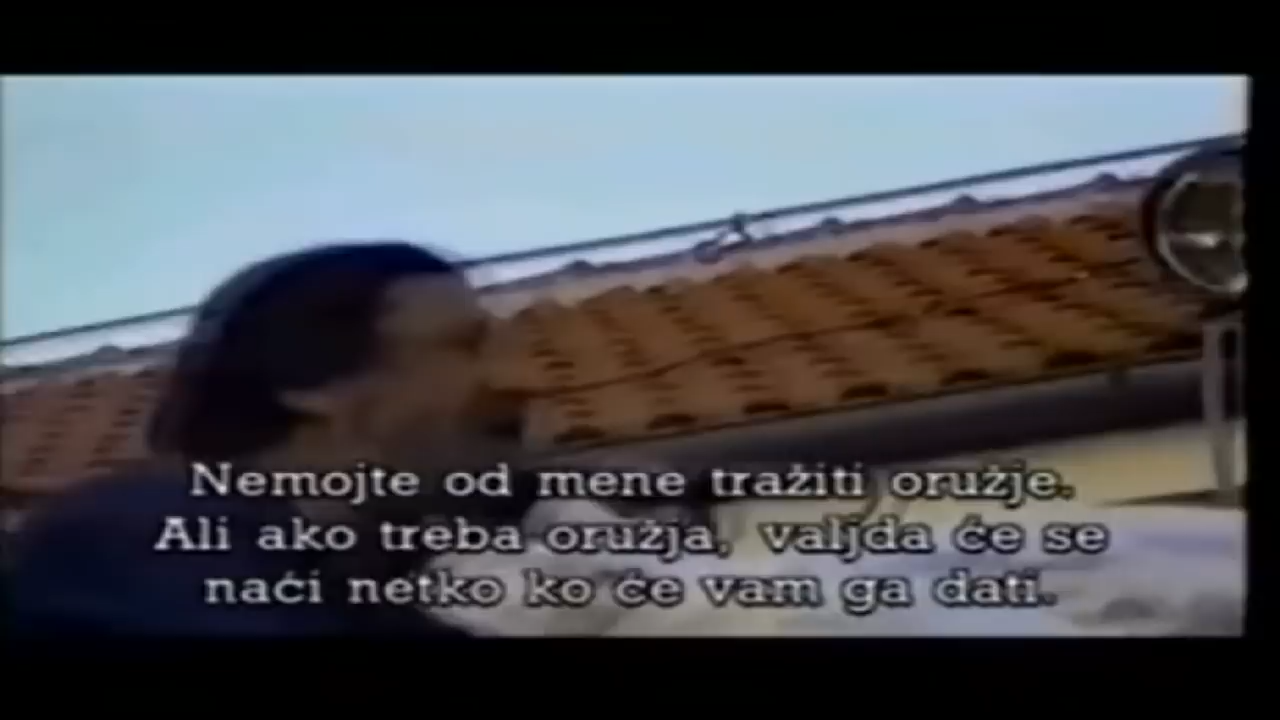 Nemojte od mene tražiti oružje.
Ali ako treba oružja, valjda će se
naći netko ko će vam ga dati.